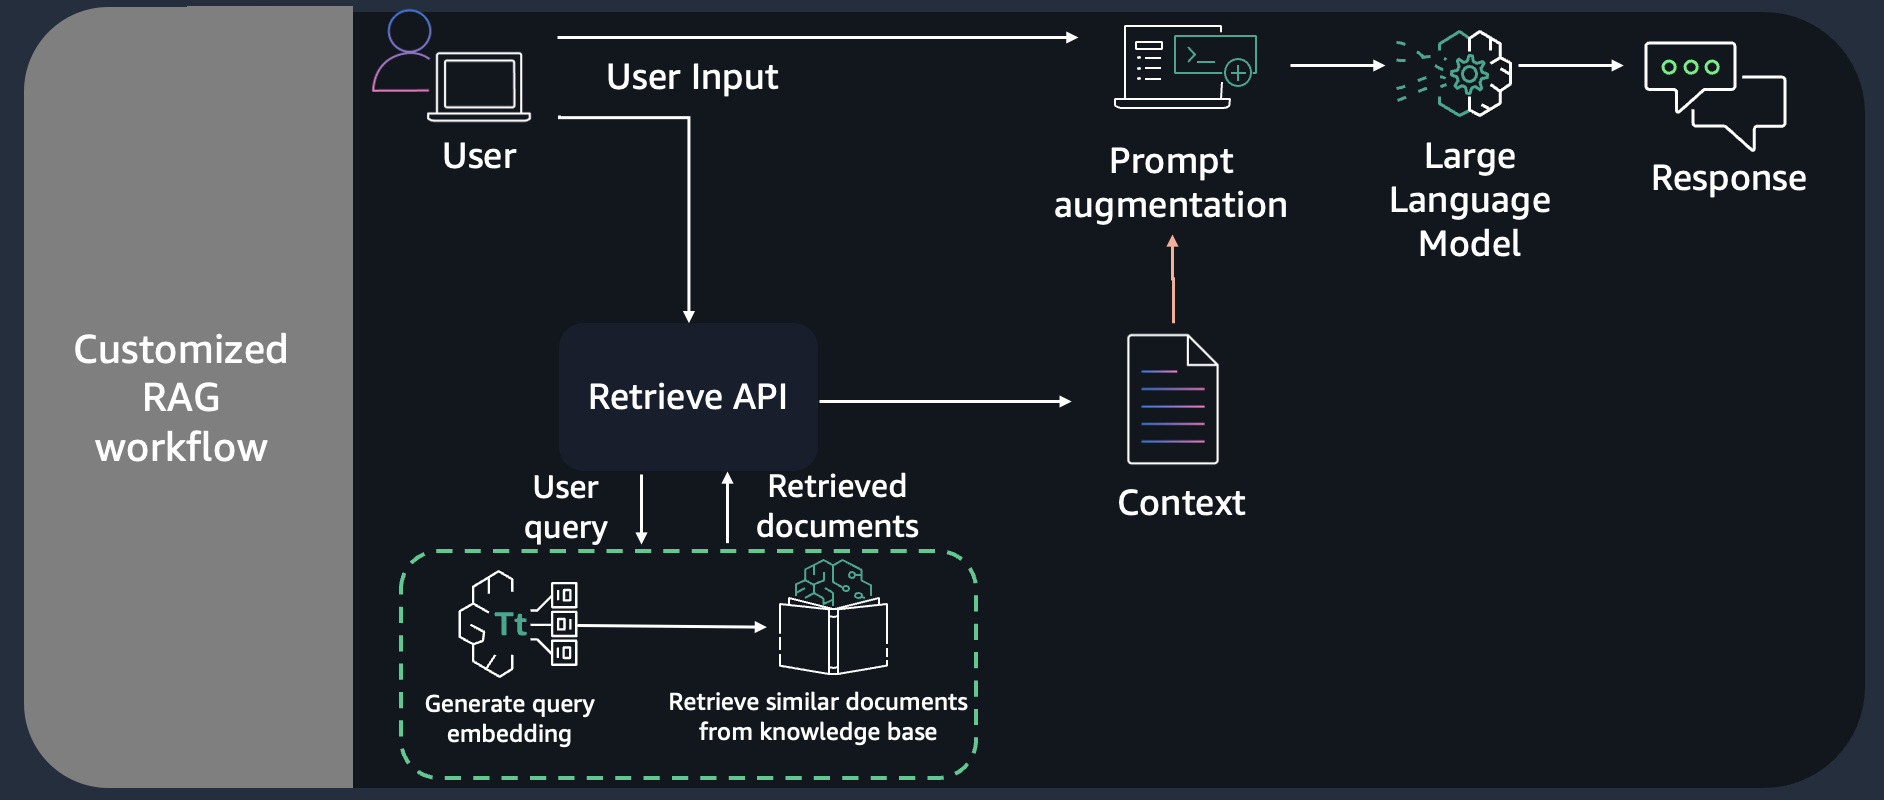 Customized
RAG
workflow
User
User Input
Prompt
augmentation
Large
Language
Model
Response
Retrieve API
Context
User
query
Retrieved
documents
Tt
Generate query
embedding
Retrieve similar documents
from knowledge base